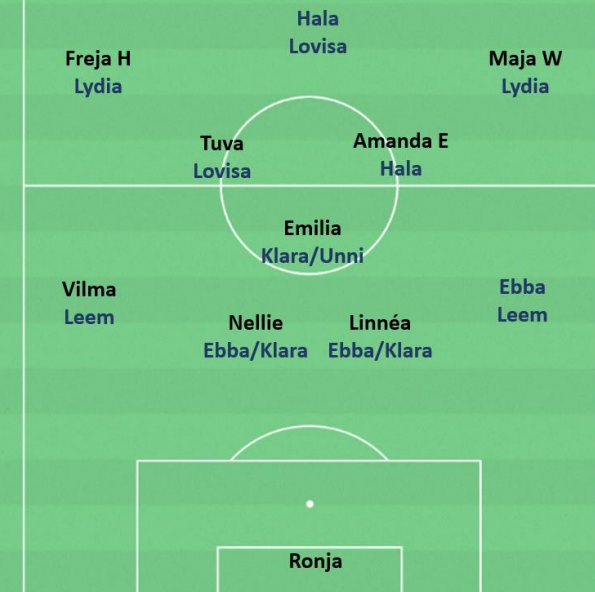 Hala
Lovisa
Freja H
Lydia
Maja W
Lydia
Tuva
Lovisa
Amanda E
Hala
Emilia
Klara/Unni
Vilma
Leem
Ebba
Leem
Nellie
Ebba/Klara
Linnéa
Ebba/Klara
Ronja